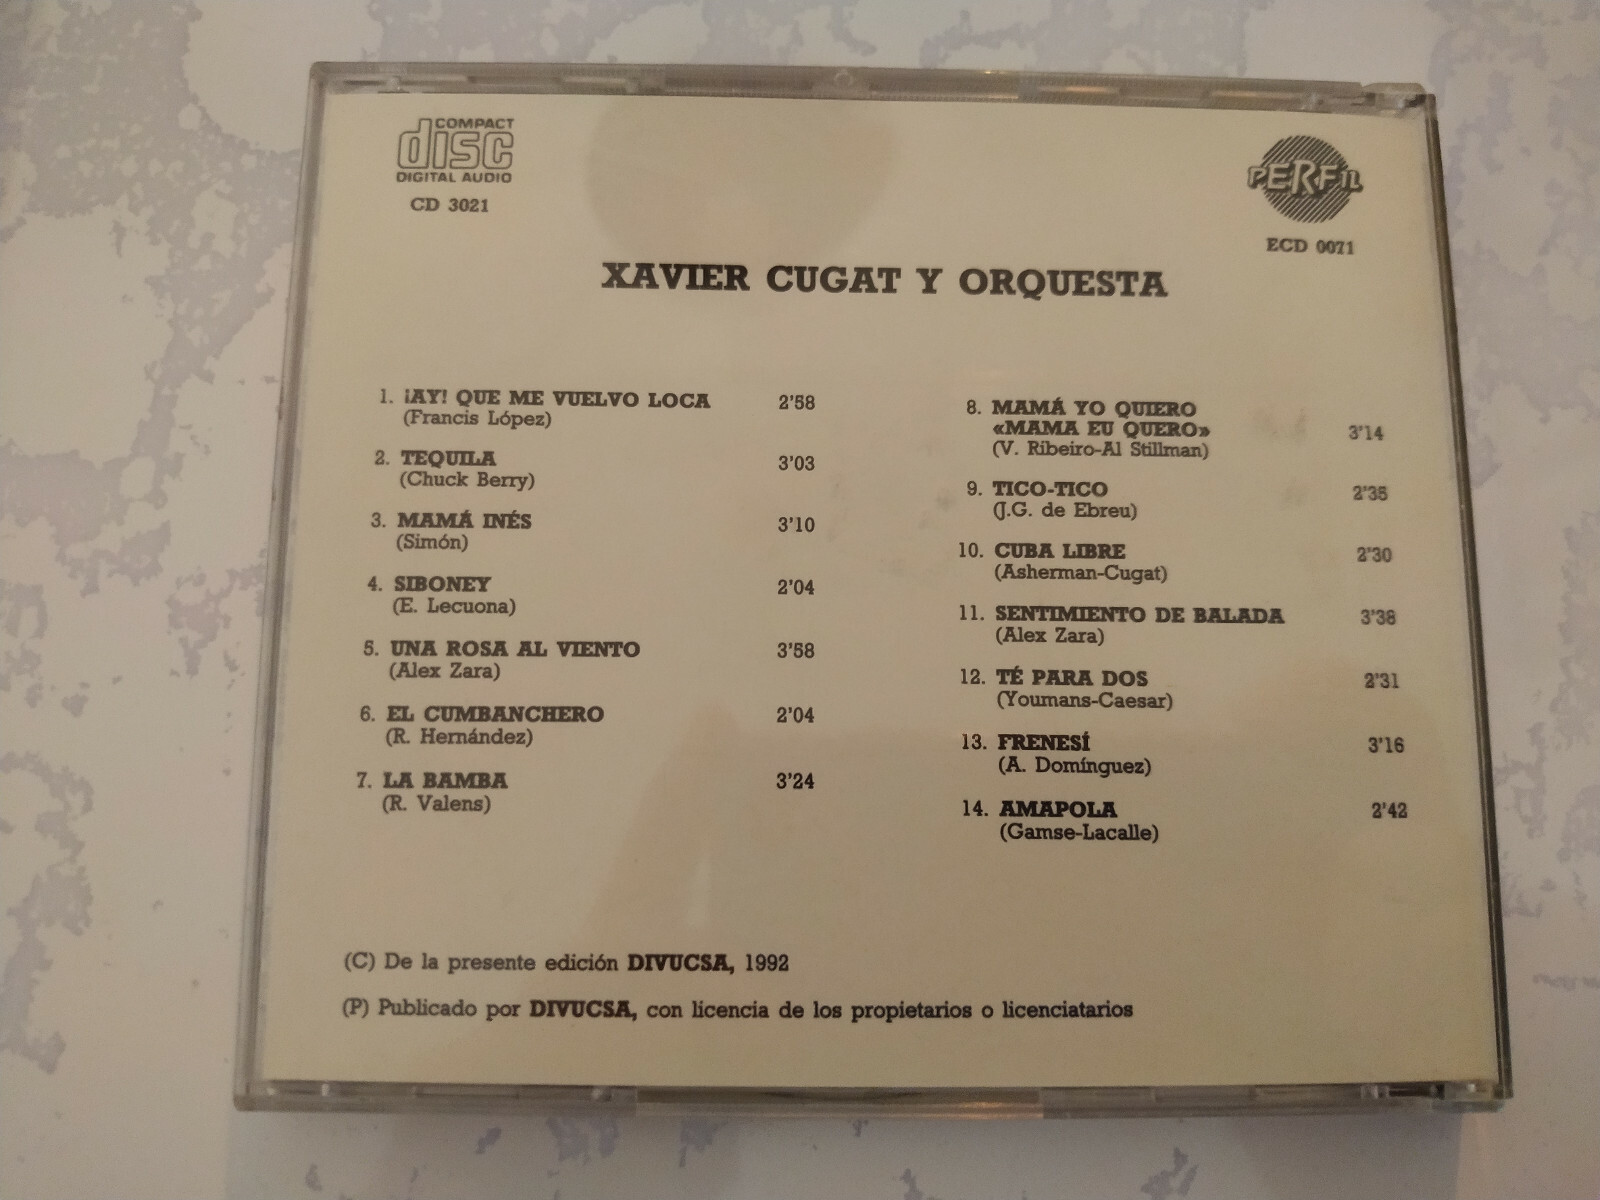 COMPACT
disc
DIGITAL AUDIO
CD 3021
PERFIL
ECD 0071
XAVIER CUGAT Y ORQUESTA
1. ¡AY! QUE ME VUELVO LOCA 2'58
(Francis López)
2. TEQUILA 3'03
(Chuck Berry)
3. MAMÁ INÉS 3'10
(Simón)
4. SIBONEY 2'04
(E. Lecuona)
5. UNA ROSA AL VIENTO 3'58
(Alex Zara)
6. EL CUMBANCHERO 2'04
(R. Hernández)
7. LA BAMBA 3'24
(R. Valens)
8. MAMÁ YO QUIERO
«MAMA EU QUERO» 3'14
(V. Ribeiro-Al Stillman)
9. TICO-TICO 2'35
(J.G. de Ebreu)
10. CUBA LIBRE 2'30
(Asherman-Cugat)
11. SENTIMIENTO DE BALADA 3'38
(Alex Zara)
12. TÉ PARA DOS 2'31
(Youmans-Caesar)
13. FRENESÍ 3'16
(A. Domínguez)
14. AMAPOLA 2'42
(Gamse-Lacalle)
(C) De la presente edición DIVUCSA, 1992
(P) Publicado por DIVUCSA, con licencia de los propietarios o licenciatarios